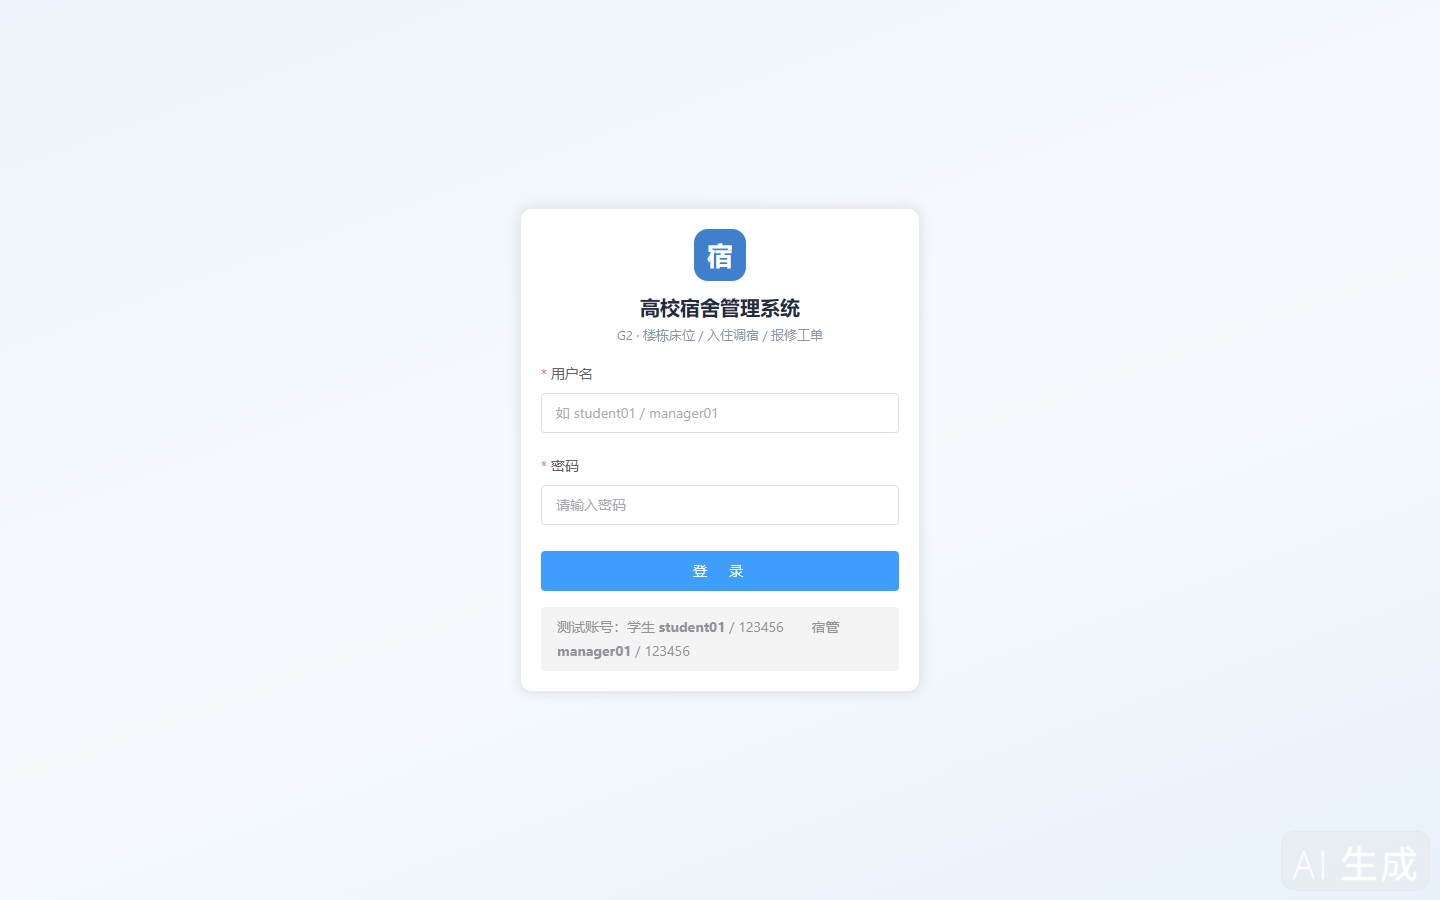 宿
高校宿舍管理系统
G2 · 楼栋床位 / 入住调宿 / 报修工单
* 用户名
如 student01 / manager01
* 密码
请输入密码
登 录
测试账号：学生 student01 / 123456 宿管
manager01 / 123456
AI 生成